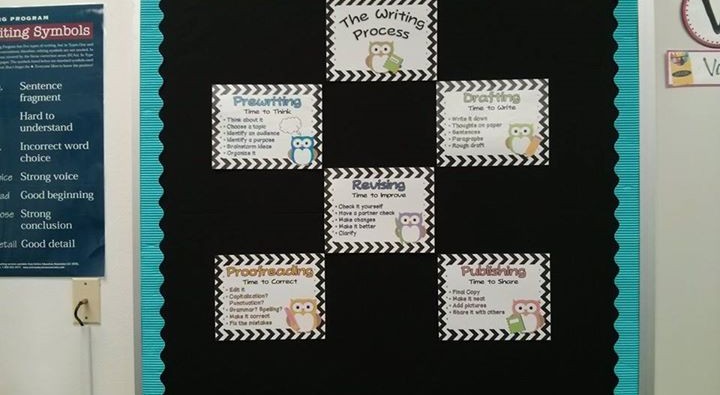 PROGRAM
iting Symbols
Sentence
fragment
Hard to
understand
Incorrect word
choice
Strong voice
Good beginning
Strong
conclusion
Good detail
The Writing
Process
Prewriting
Time to Think
• Think about it
• Choose a topic
• Identify an audience
• Identify a purpose
• Brainstorm ideas
• Organize it
Drafting
Time to Write
• Write it down
• Thoughts on paper
• Sentences
• Paragraphs
• Rough draft
Revising
Time to Improve
• Check it yourself
• Have a partner check
• Make changes
• Make it better
• Clarify
Proofreading
Time to Correct
• Edit it
• Capitalization?
Punctuation?
• Grammar? Spelling?
• Make it correct
• Fix the mistakes
Publishing
Time to Share
• Final Copy
• Make it neat
• Add pictures
• Share it with others